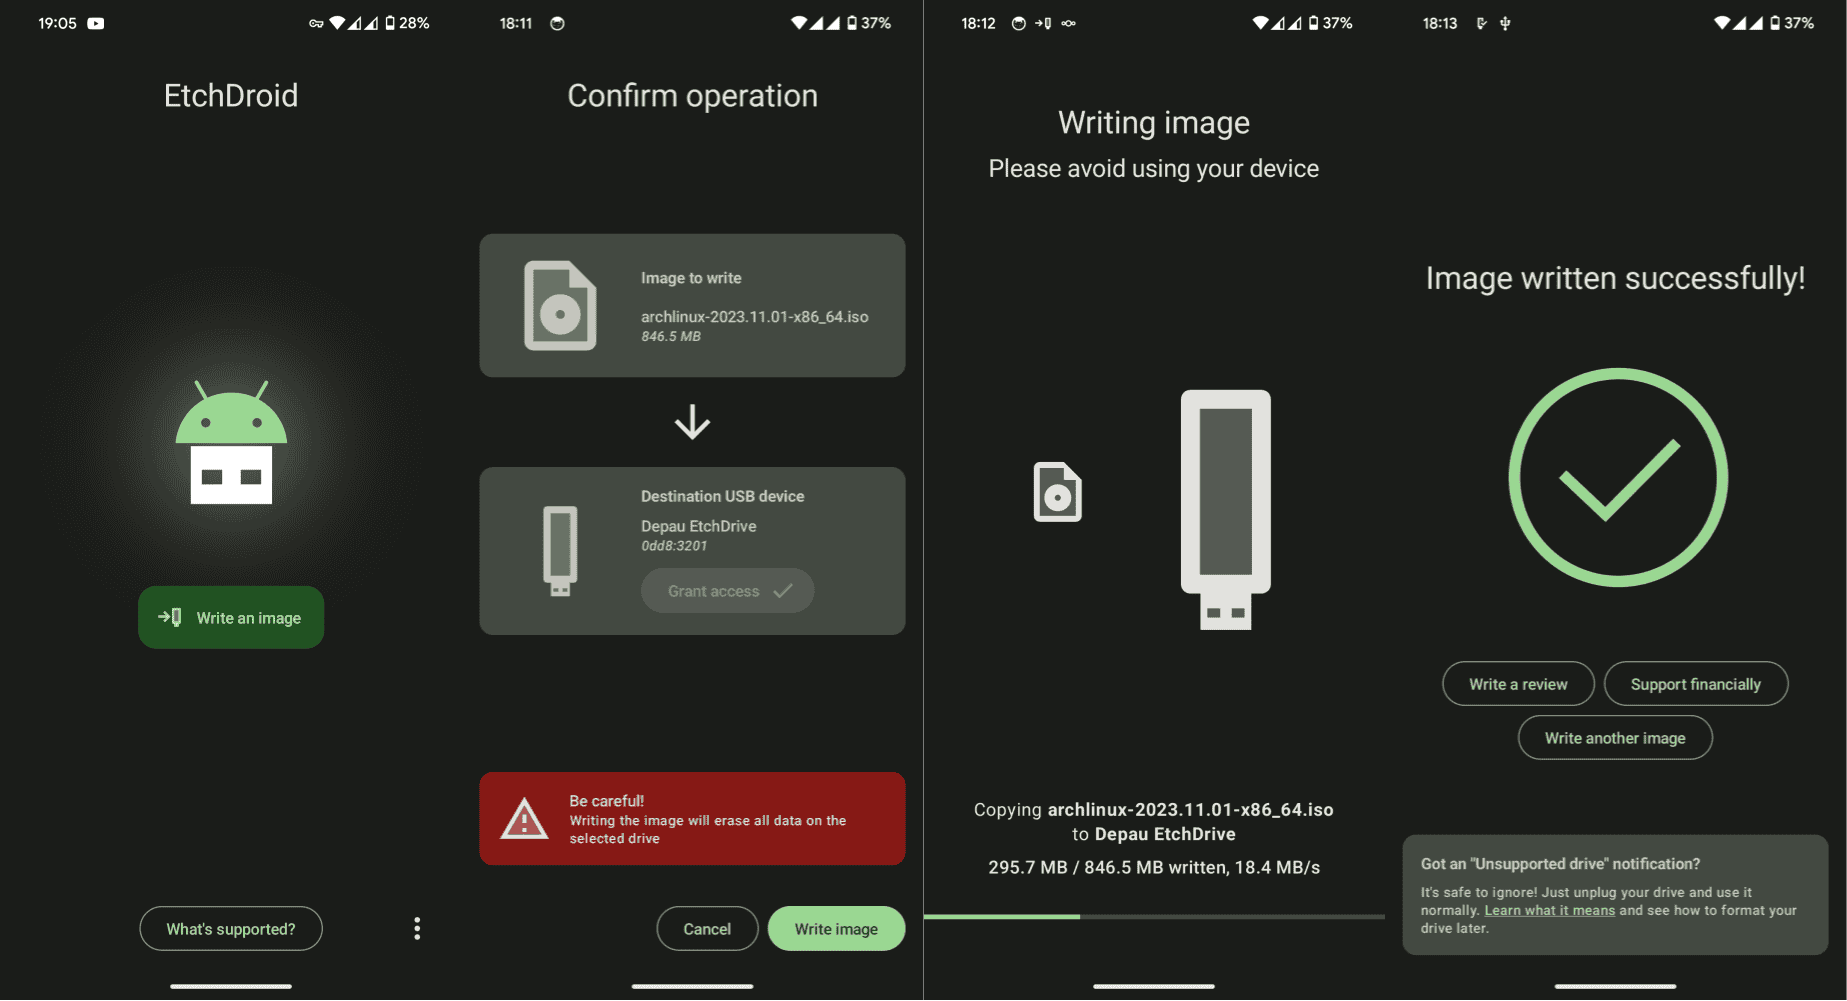 19:05
28%
EtchDroid
Write an image
What's supported?
18:11
37%
Confirm operation
Image to write
archlinux-2023.11.01-x86_64.iso
846.5 MB
Destination USB device
Depau EtchDrive
0dd8:3201
Grant access
Be careful!
Writing the image will erase all data on the
selected drive
Cancel
Write image
18:12
37%
Writing image
Please avoid using your device
Copying archlinux-2023.11.01-x86_64.iso
to Depau EtchDrive
295.7 MB / 846.5 MB written, 18.4 MB/s
18:13
37%
Image written successfully!
Write a review
Support financially
Write another image
Got an "Unsupported drive" notification?
It's safe to ignore! Just unplug your drive and use it
normally. Learn what it means and see how to format your
drive later.